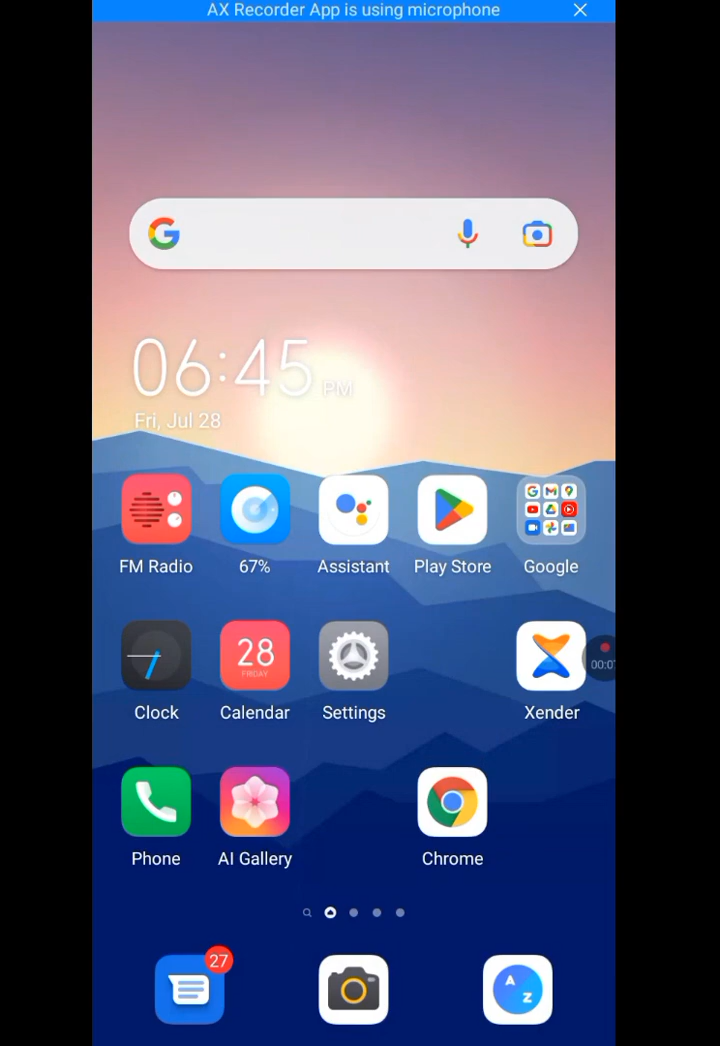 AX Recorder App is using microphone
06:45 PM
Fri, Jul 28
FM Radio
67%
Assistant
Play Store
Google
28
FRIDAY
Clock
Calendar
Settings
Xender
Phone
AI Gallery
Chrome
27
A
Z